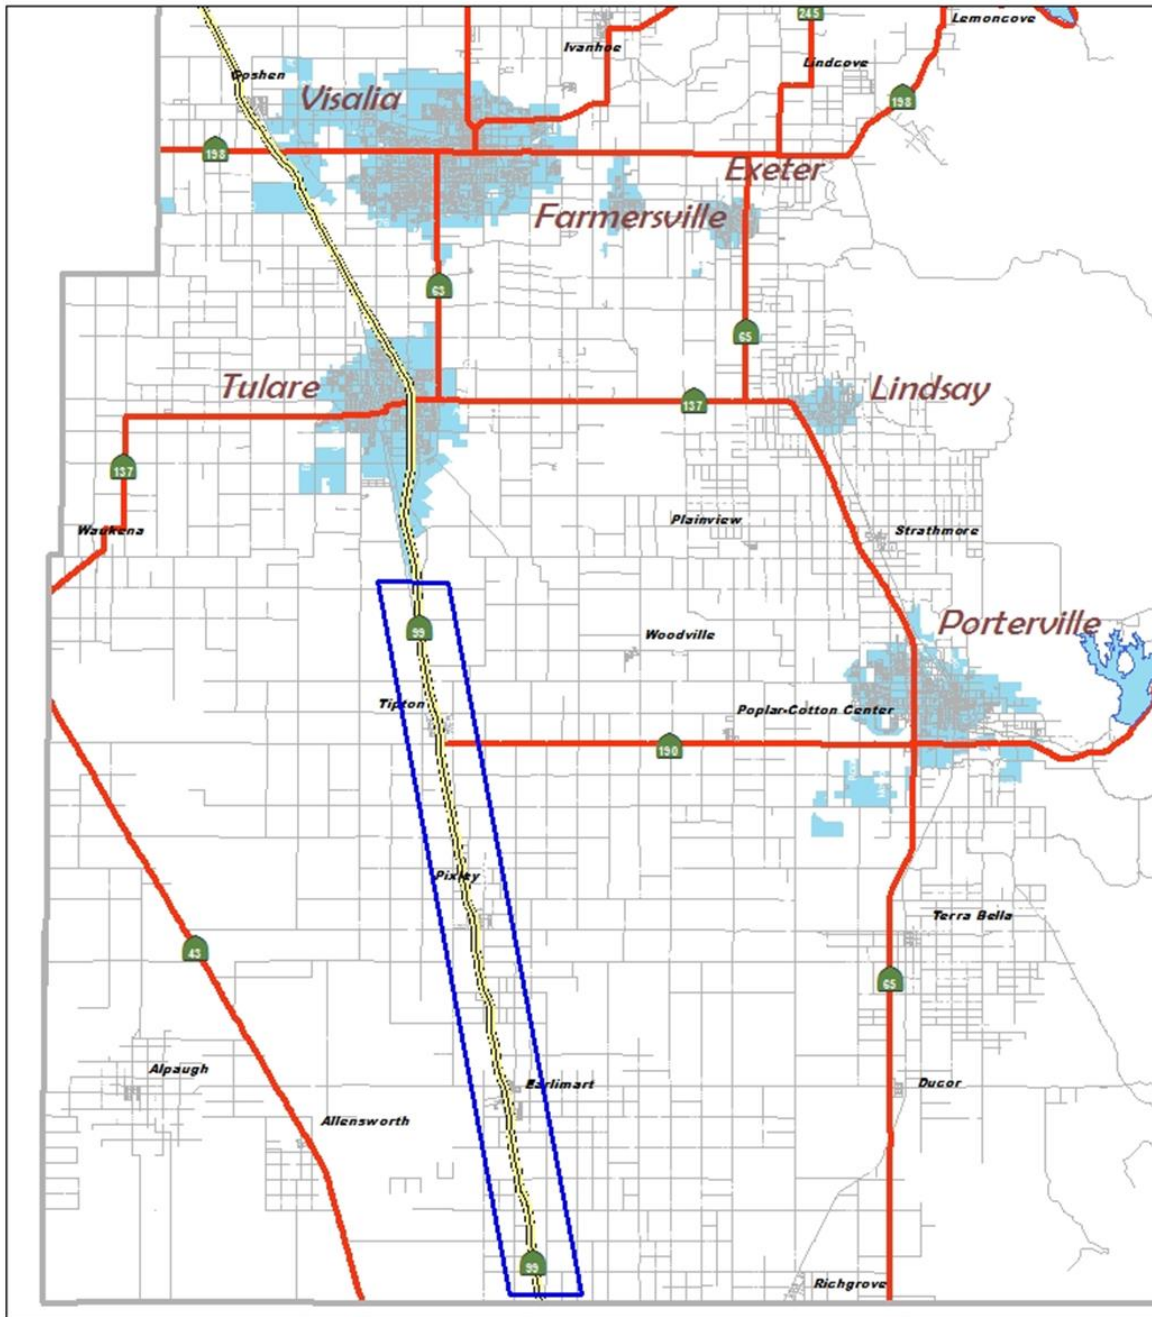 245
Lemoncove
Ivanhoe
Lindcove
Goshen
Visalia
198
198
Exeter
Farmersville
63
65
Tulare
Lindsay
137
137
Waukena
Plainview
Strathmore
99
Woodville
Porterville
Tipton
Poplar-Cotton Center
190
Pixley
Terra Bella
43
65
Alpaugh
Earlimart
Ducor
Allensworth
99
Richgrove